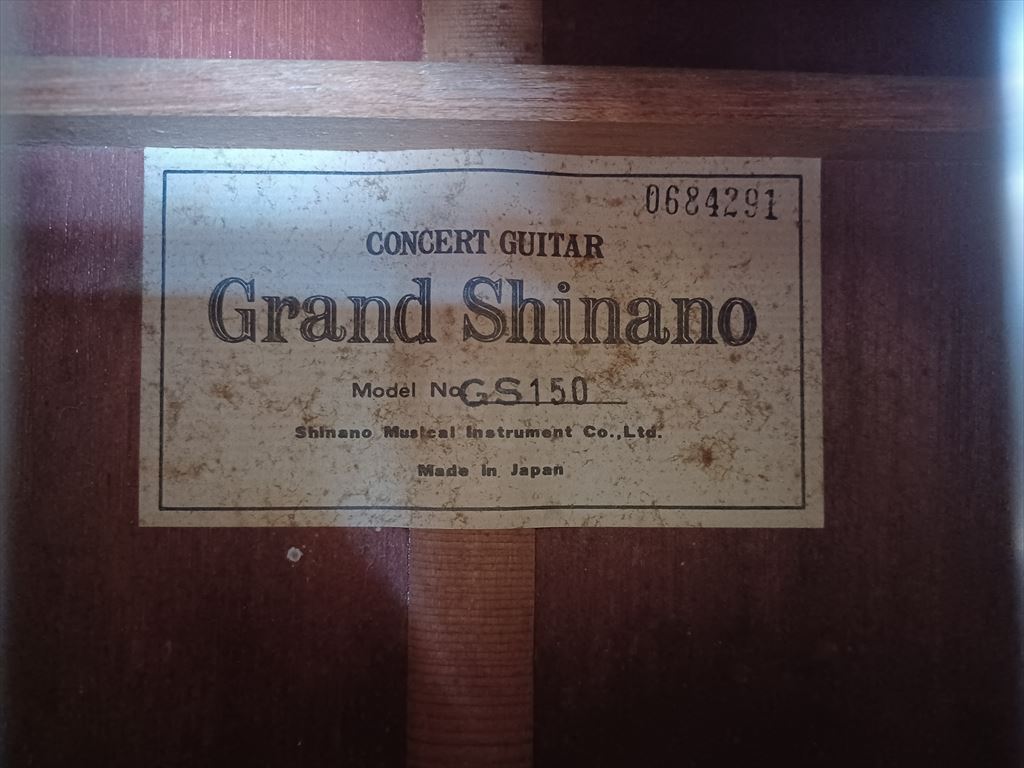 0684291
CONCERT GUITAR
Grand Shinano
Model No GS150
Shinano Musical Instrument Co.,Ltd.
Made in Japan